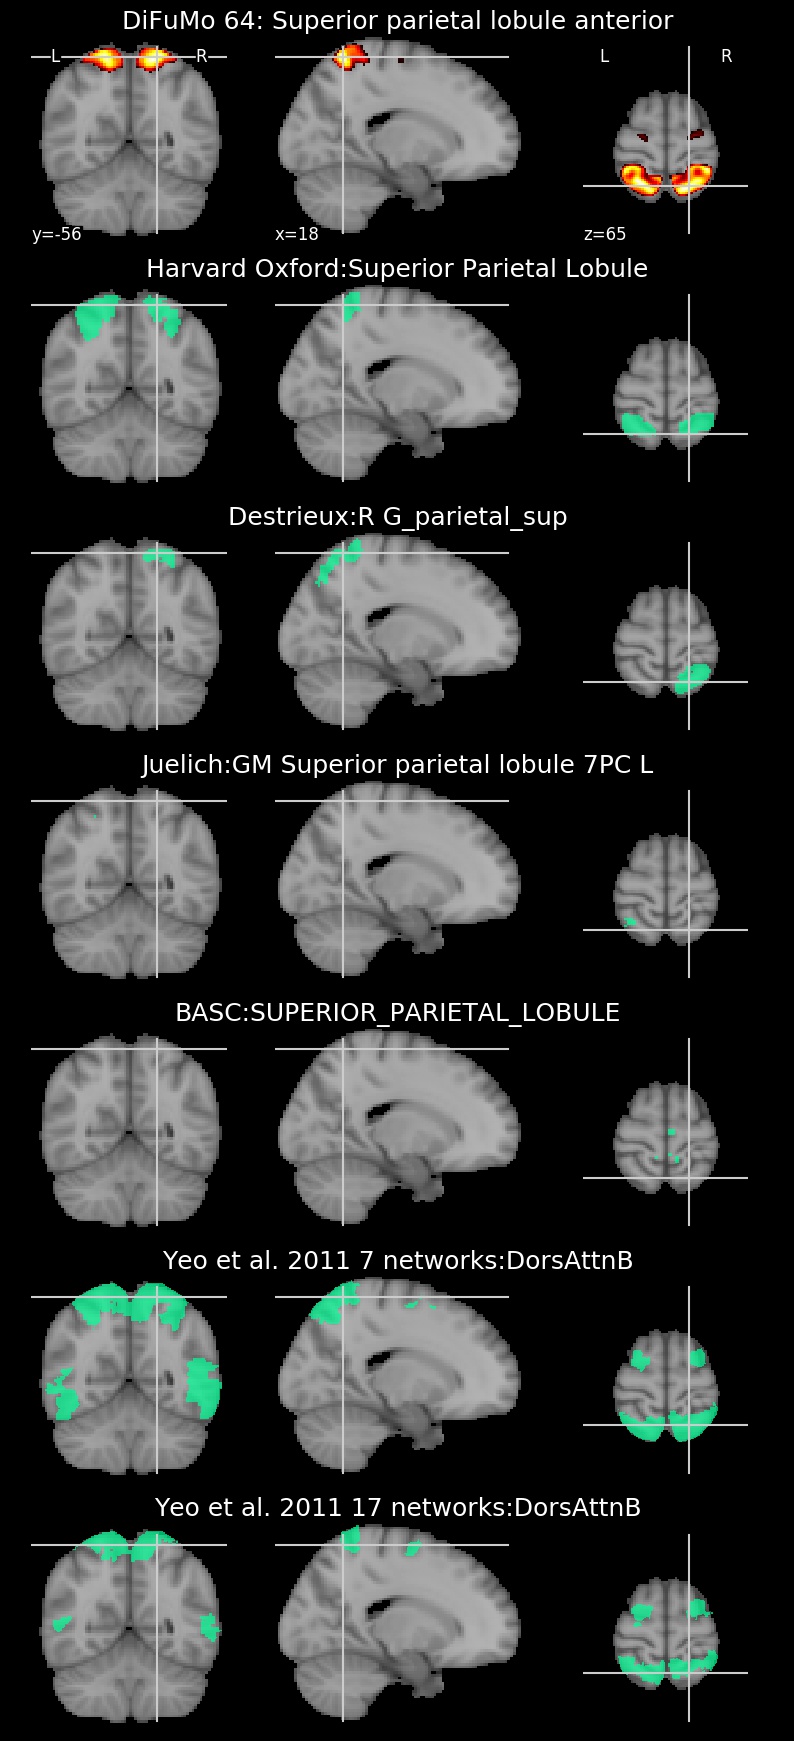 DiFuMo 64: Superior parietal lobule anterior
L R L R
y=-56 x=18 z=65
Harvard Oxford:Superior Parietal Lobule
Destrieux:R G_parietal_sup
Juelich:GM Superior parietal lobule 7PC L
BASC:SUPERIOR_PARIETAL_LOBULE
Yeo et al. 2011 7 networks:DorsAttnB
Yeo et al. 2011 17 networks:DorsAttnB